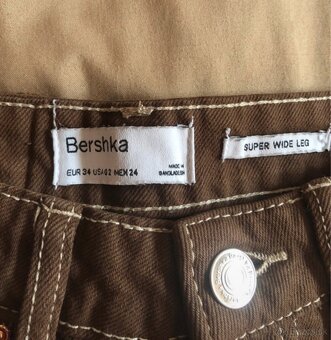 Bershka
EUR 34 USA 02 MEX 24
MADE IN
BANGLADESH
SUPER WIDE LEG